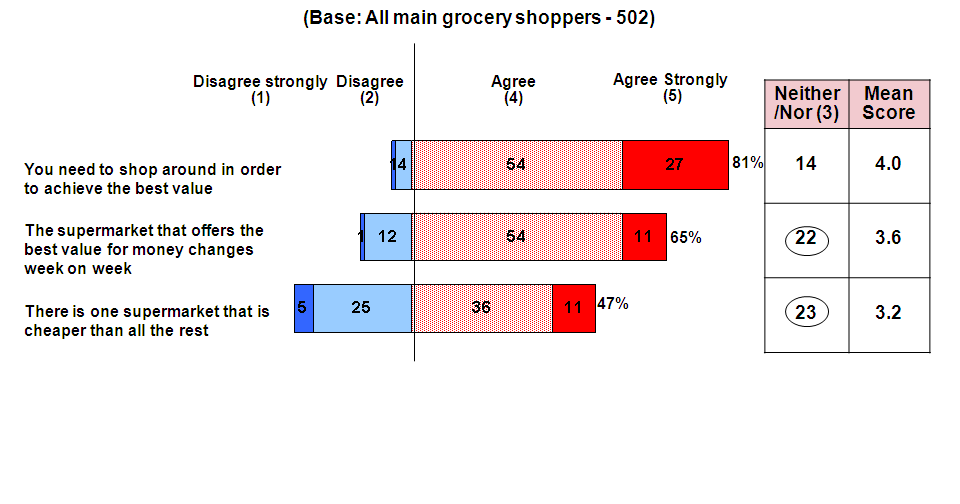 (Base: All main grocery shoppers - 502)
Disagree strongly Disagree Agree Agree Strongly
(1) (2) (4) (5)
Neither Mean
/Nor (3) Score
You need to shop around in order
to achieve the best value
1 4 54 27 81% 14 4.0
The supermarket that offers the
best value for money changes
week on week
1 12 54 11 65% 22 3.6
There is one supermarket that is
cheaper than all the rest
5 25 36 11 47% 23 3.2